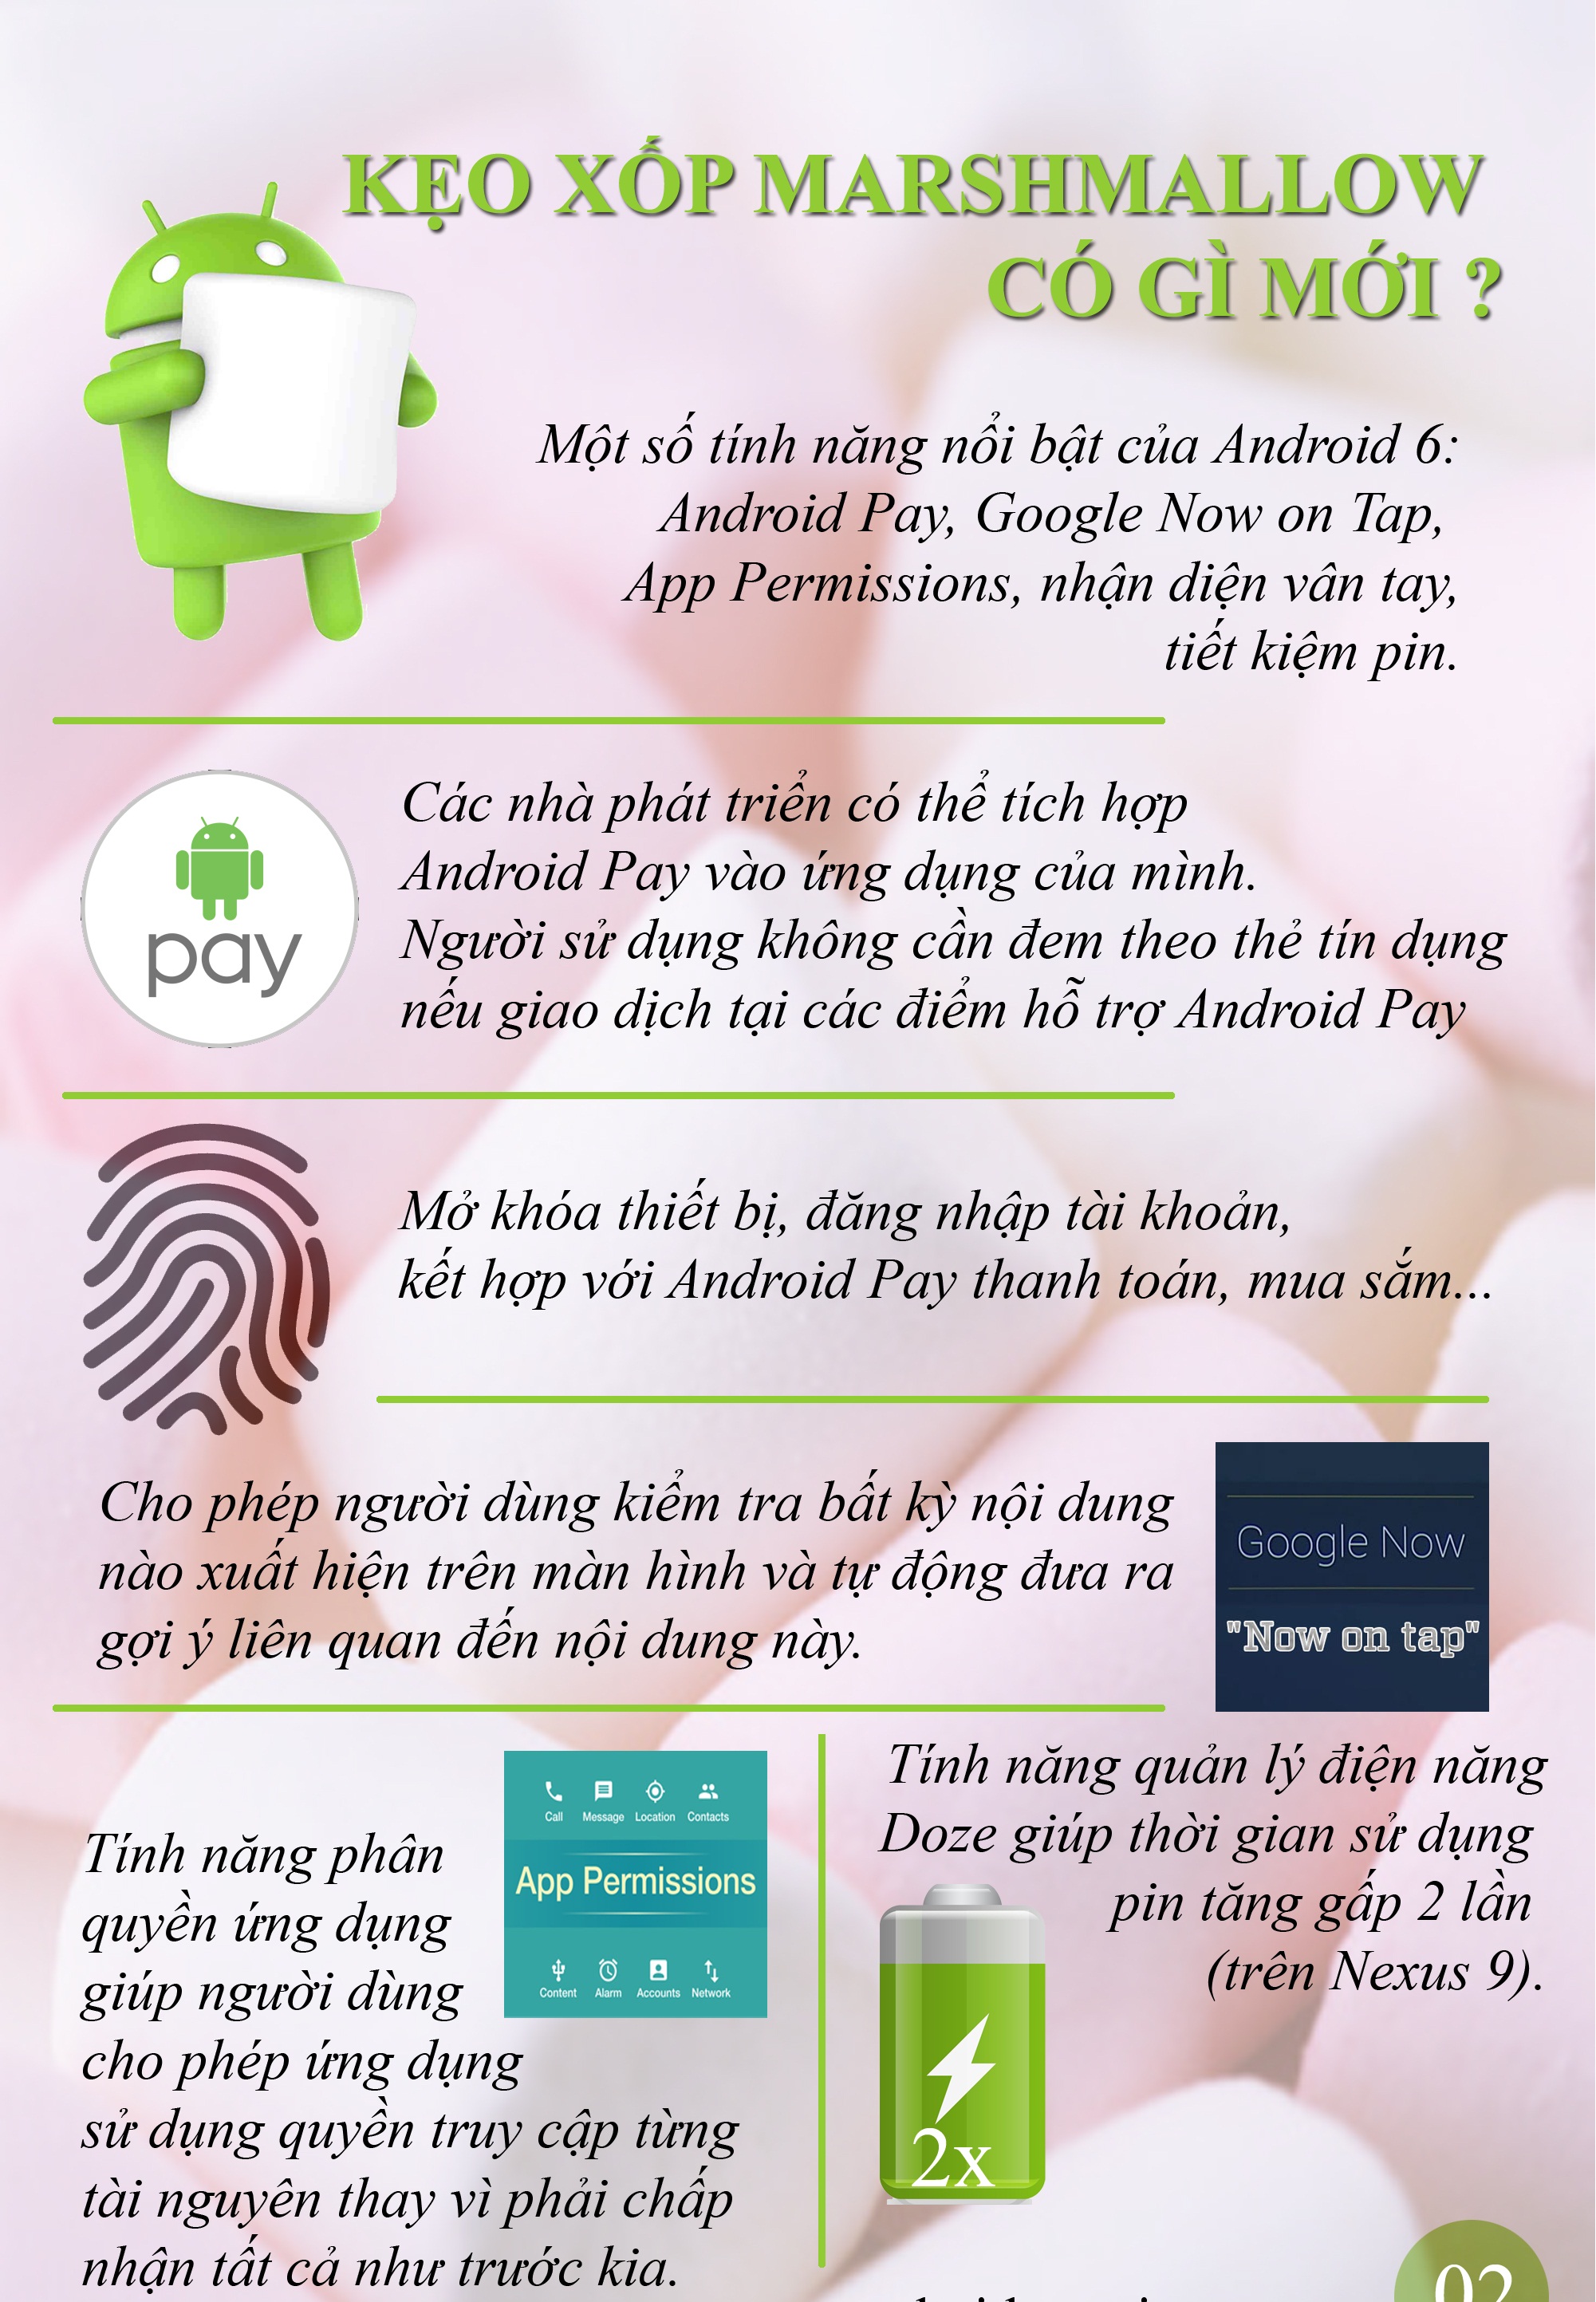 KẸO XỐP MARSHMALLOW
CÓ GÌ MỚI ?
Một số tính năng nổi bật của Android 6:
Android Pay, Google Now on Tap,
App Permissions, nhận diện vân tay,
tiết kiệm pin.
pay
Các nhà phát triển có thể tích hợp
Android Pay vào ứng dụng của mình.
Người sử dụng không cần đem theo thẻ tín dụng
nếu giao dịch tại các điểm hỗ trợ Android Pay
Mở khóa thiết bị, đăng nhập tài khoản,
kết hợp với Android Pay thanh toán, mua sắm...
Cho phép người dùng kiểm tra bất kỳ nội dung
nào xuất hiện trên màn hình và tự động đưa ra
gợi ý liên quan đến nội dung này.
Google Now
"Now on tap"
Tính năng phân
quyền ứng dụng
giúp người dùng
cho phép ứng dụng
sử dụng quyền truy cập từng
tài nguyên thay vì phải chấp
nhận tất cả như trước kia.
Call Message Location Contacts
App Permissions
Content Alarm Accounts Network
Tính năng quản lý điện năng
Doze giúp thời gian sử dụng
pin tăng gấp 2 lần
(trên Nexus 9).
2x
02